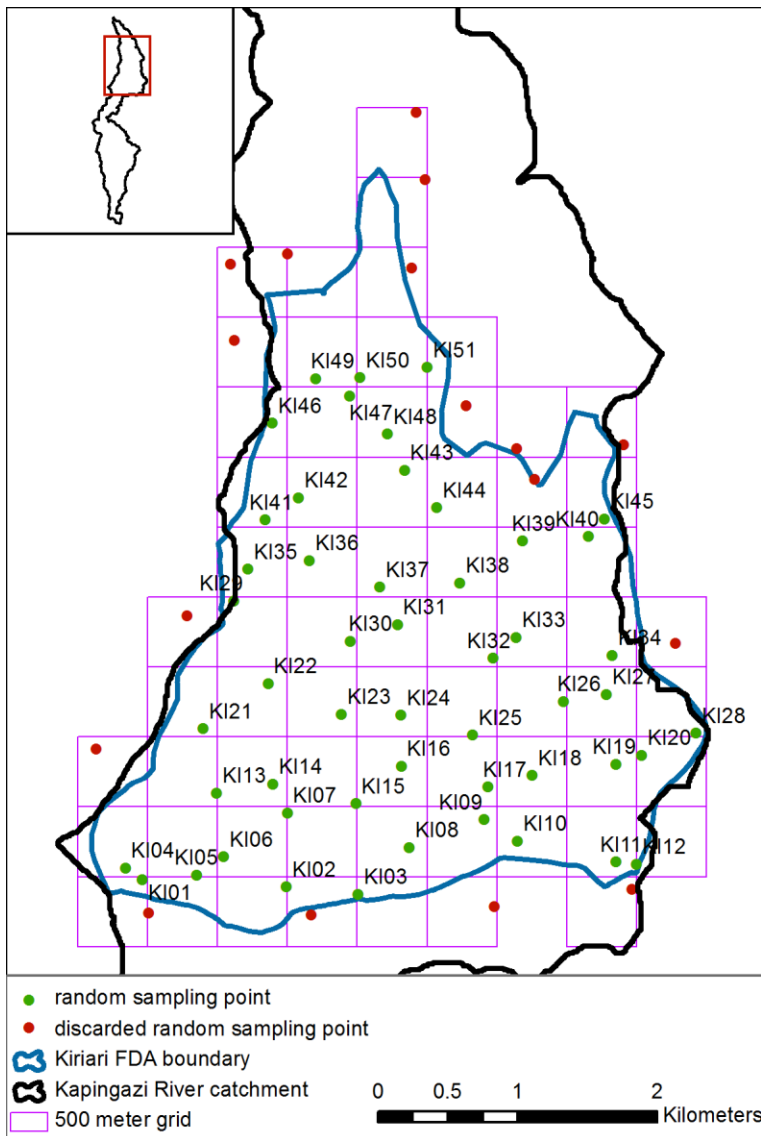 KI49 KI50 KI51
KI46 KI47 KI48
KI43
KI42 KI44
KI41 KI45
KI39 KI40
KI35 KI36
KI29 KI37 KI38
KI31
KI30 KI33
KI32 KI34
KI22
KI26 KI27
KI21 KI23 KI24
KI25 KI28
KI20
KI16 KI19
KI13 KI14 KI17 KI18
KI07 KI15
KI09
KI08 KI10
KI04 KI06 KI11 KI12
KI05
KI01 KI02 KI03
random sampling point
discarded random sampling point
Kiriari FDA boundary
Kapingazi River catchment
500 meter grid
0 0.5 1 2
Kilometers